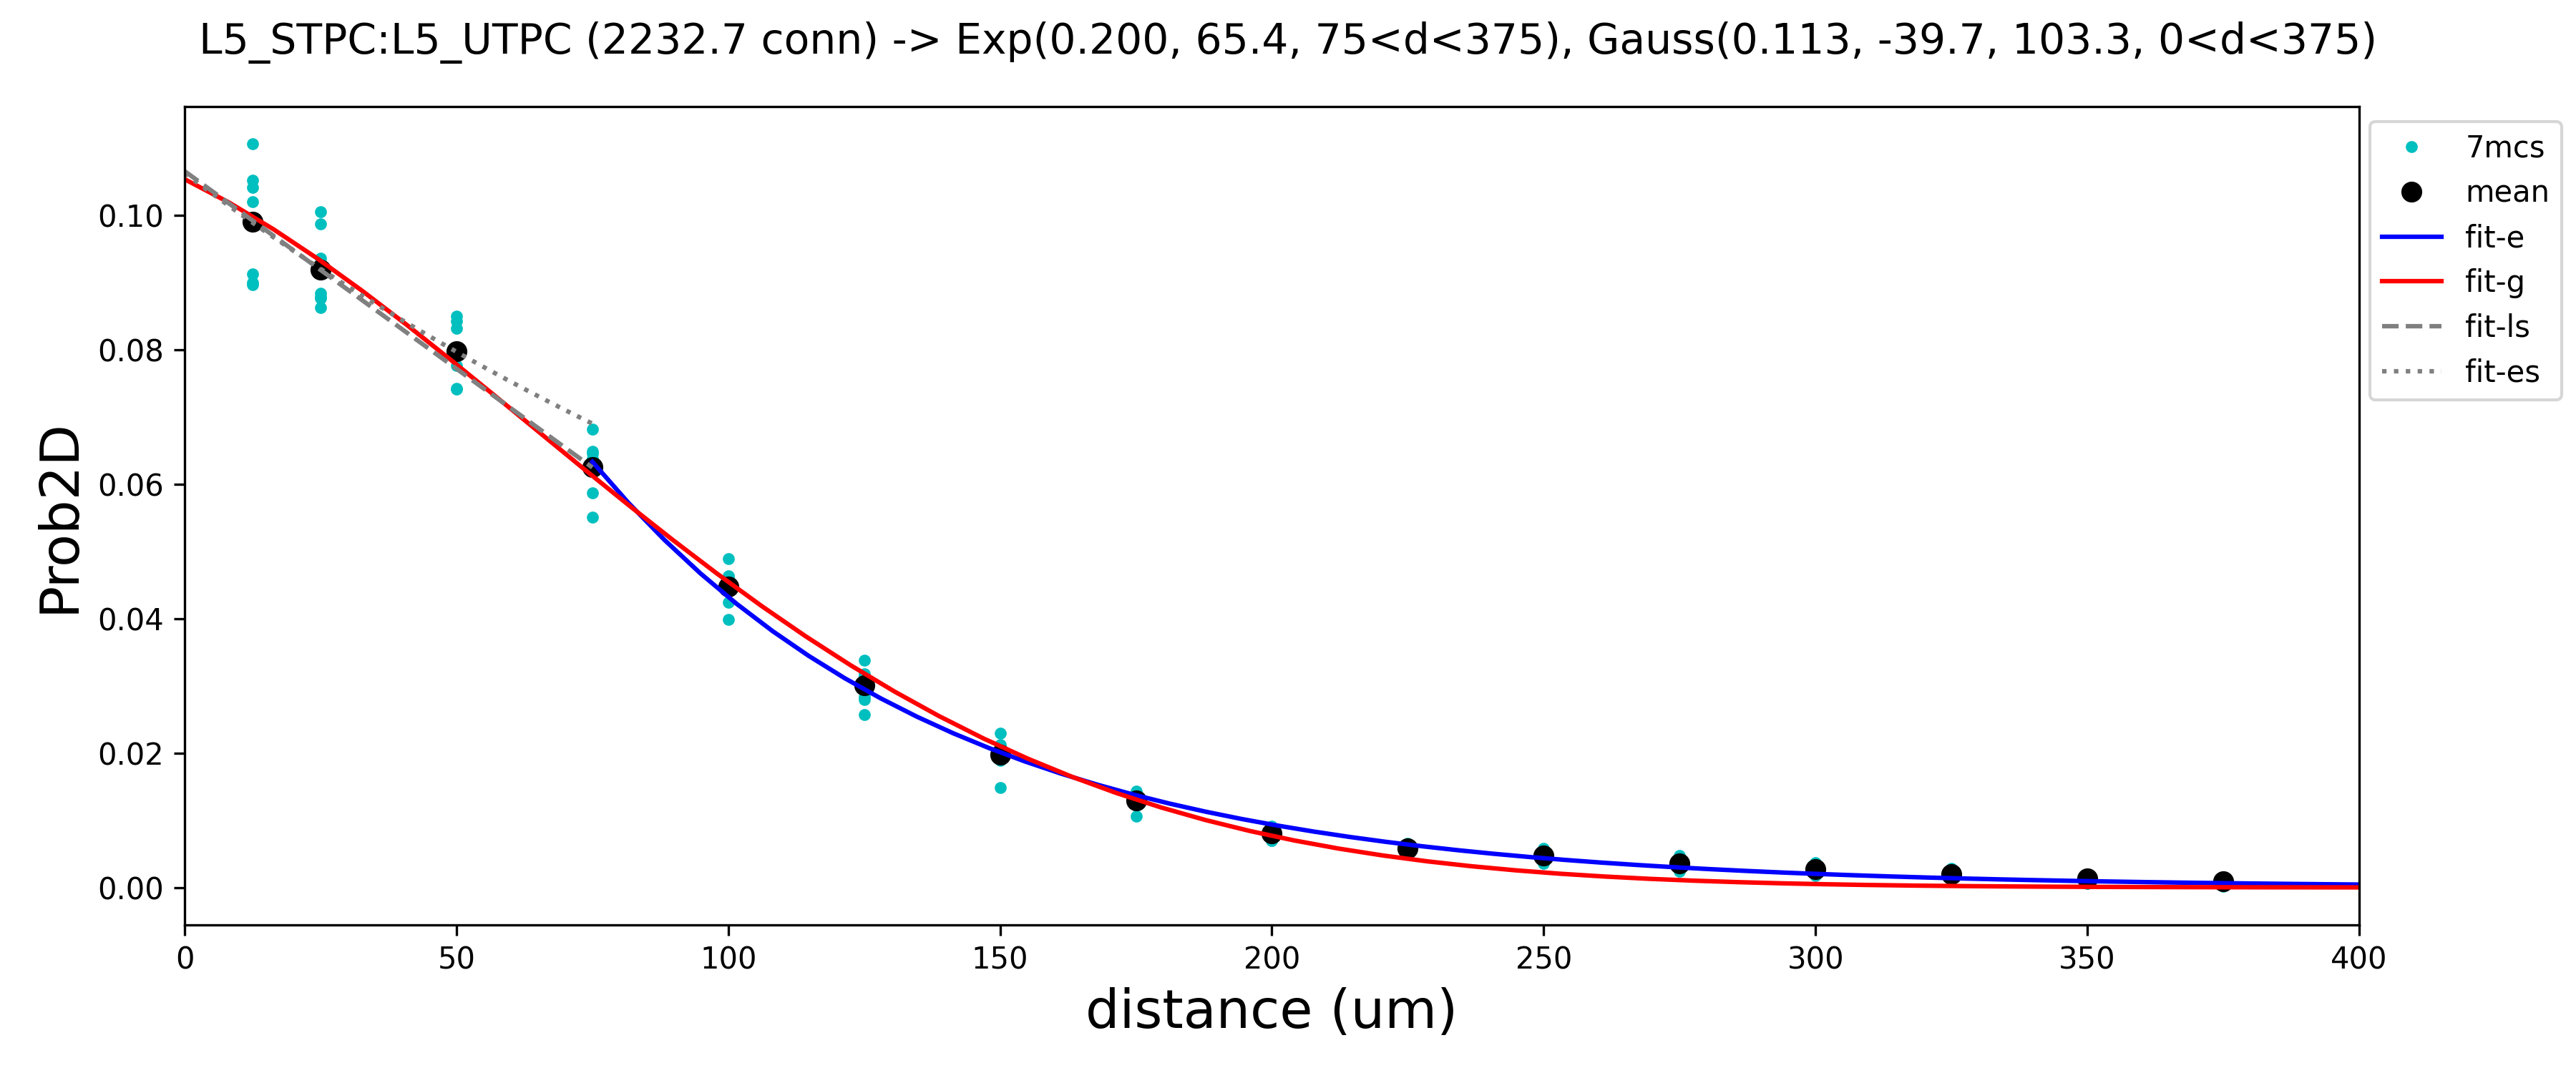 L5_STPC:L5_UTPC (2232.7 conn) -> Exp(0.200, 65.4, 75<d<375), Gauss(0.113, -39.7, 103.3, 0<d<375)
7mcs
mean
fit-e
fit-g
fit-ls
fit-es
Prob2D
0.10
0.08
0.06
0.04
0.02
0.00
0 50 100 150 200 250 300 350 400
distance (um)